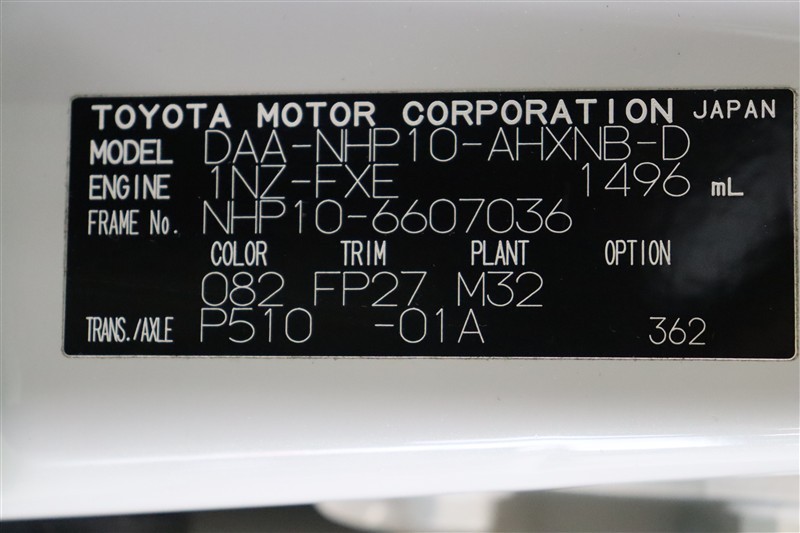 TOYOTA MOTOR CORPORATION JAPAN
MODEL DAA-NHP10-AHXNB-D
ENGINE 1NZ-FXE 1496 mL
FRAME No. NHP10-6607036
COLOR TRIM PLANT OPTION
082 FP27 M32
TRANS./AXLE P510 -01A 362